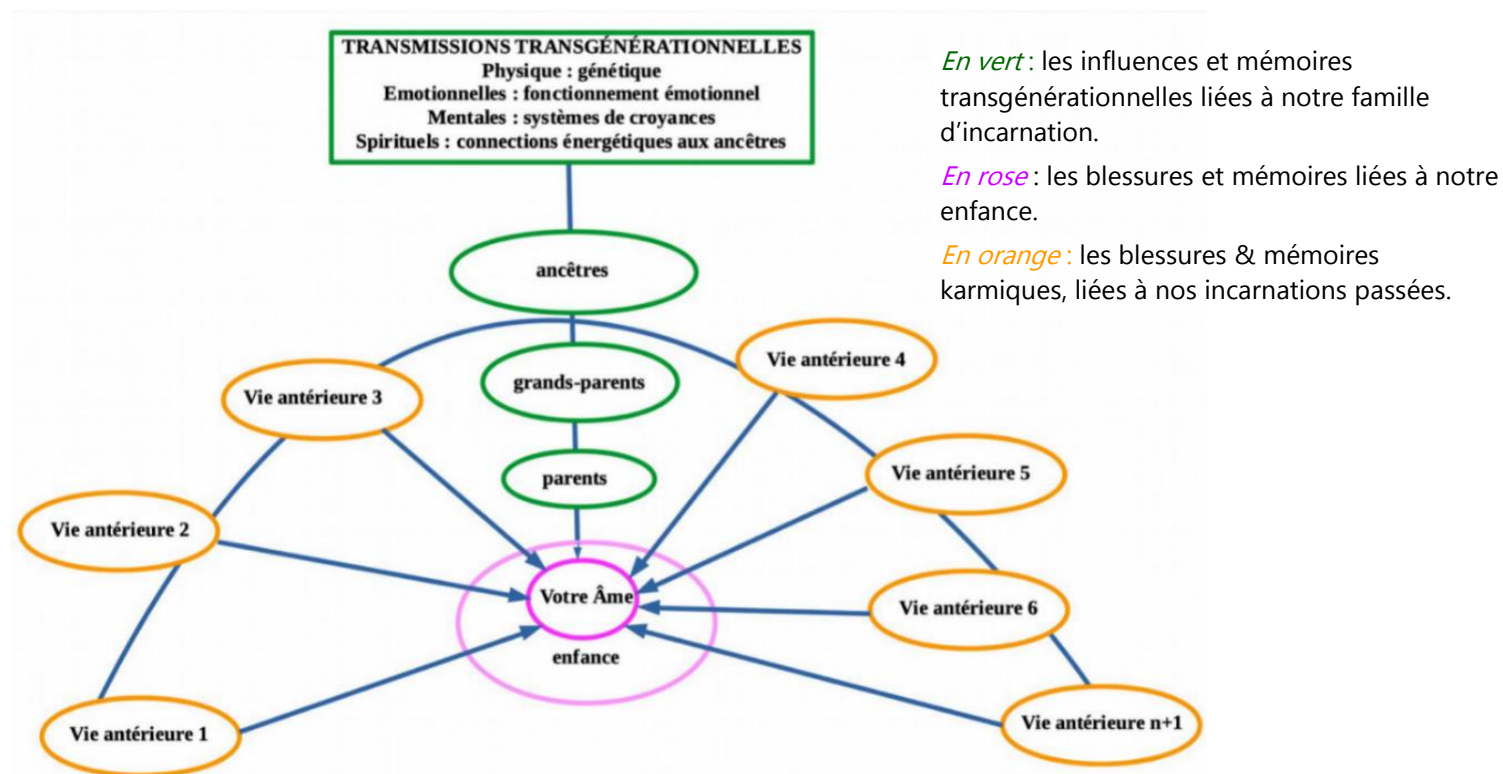 TRANSMISSIONS TRANSGÉNÉRATIONNELLES
Physique : génétique
Emotionnelles : fonctionnement émotionnel
Mentales : systèmes de croyances
Spirituels : connections énergétiques aux ancêtres
En vert : les influences et mémoires
transgénérationnelles liées à notre famille
d’incarnation.
En rose : les blessures et mémoires liées à notre
enfance.
En orange : les blessures & mémoires
karmiques, liées à nos incarnations passées.
ancêtres
grands-parents
parents
Vie antérieure 3
Vie antérieure 4
Vie antérieure 2
Vie antérieure 5
Votre Âme
enfance
Vie antérieure 6
Vie antérieure 1
Vie antérieure n+1